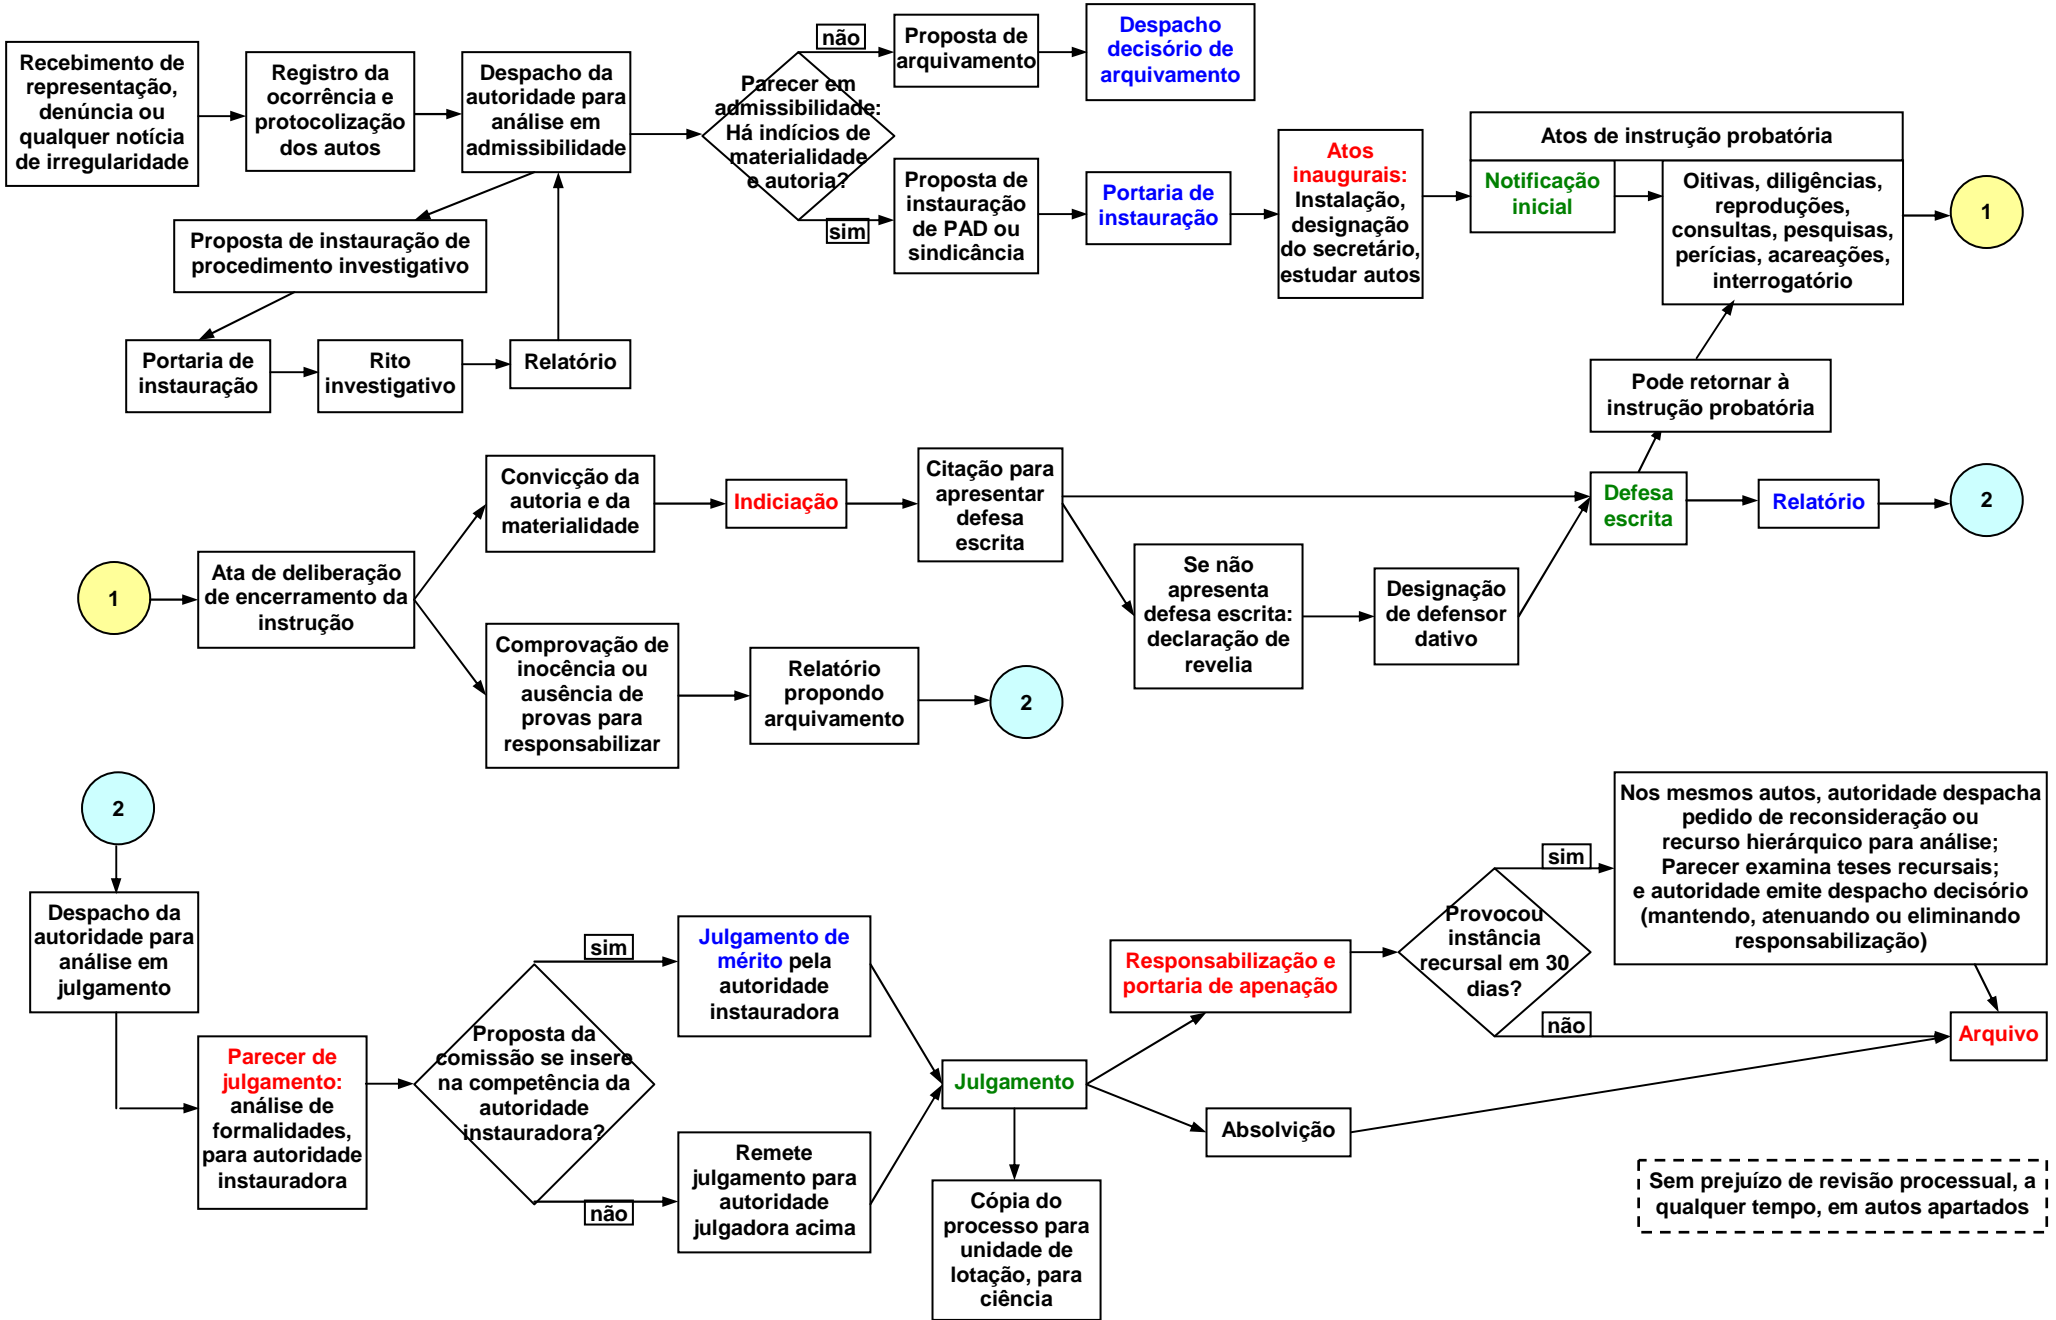 Recebimento de
representação,
denúncia ou
qualquer notícia
de irregularidade
Registro da
ocorrência e
protocolização
dos autos
Despacho da
autoridade para
análise em
admissibilidade
Parecer em
admissibilidade:
Há indícios de
materialidade
e autoria?
não
Proposta de
arquivamento
Despacho
decisório de
arquivamento
sim
Proposta de
instauração
de PAD ou
sindicância
Portaria de
instauração
Atos
inaugurais:
Instalação,
designação
do secretário,
estudar autos
Atos de instrução probatória
Notificação
inicial
Oitivas, diligências,
reproduções,
consultas, pesquisas,
perícias, acareações,
interrogatório
1
Proposta de instauração de
procedimento investigativo
Portaria de
instauração
Rito
investigativo
Relatório
Pode retornar à
instrução probatória
1
Ata de deliberação
de encerramento da
instrução
Convicção da
autoria e da
materialidade
Indiciação
Citação para
apresentar
defesa
escrita
Se não
apresenta
defesa escrita:
declaração de
revelia
Designação
de defensor
dativo
Defesa
escrita
Relatório
2
Comprovação de
inocência ou
ausência de
provas para
responsabilizar
Relatório
propondo
arquivamento
2
2
Despacho da
autoridade para
análise em
julgamento
Parecer de
julgamento:
análise de
formalidades,
para autoridade
instauradora
Proposta da
comissão se insere
na competência da
autoridade
instauradora?
sim
Julgamento de
mérito pela
autoridade
instauradora
não
Remete
julgamento para
autoridade
julgadora acima
Julgamento
Cópia do
processo para
unidade de
lotação, para
ciência
Responsabilização e
portaria de apenação
Absolvição
Provocou
instância
recursal em 30
dias?
sim
Nos mesmos autos, autoridade despacha
pedido de reconsideração ou
recurso hierárquico para análise;
Parecer examina teses recursais;
e autoridade emite despacho decisório
(mantendo, atenuando ou eliminando
responsabilização)
não
Arquivo
Sem prejuízo de revisão processual, a
qualquer tempo, em autos apartados